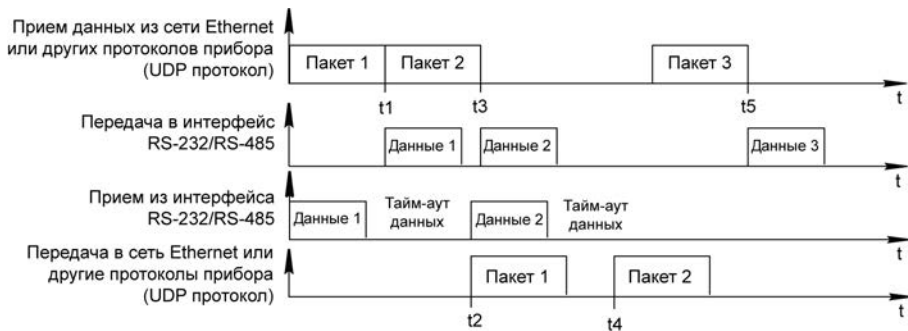 Прием данных из сети Ethernet
или других протоколов прибора
(UDP протокол)
Пакет 1
Пакет 2
Пакет 3
t
t1
t3
t5
Передача в интерфейс
RS-232/RS-485
Данные 1
Данные 2
Данные 3
t
Прием из интерфейса
RS-232/RS-485
Данные 1
Тайм-аут
данных
Данные 2
Тайм-аут
данных
t
Передача в сеть Ethernet или
другие протоколы прибора
(UDP протокол)
Пакет 1
Пакет 2
t2
t4
t